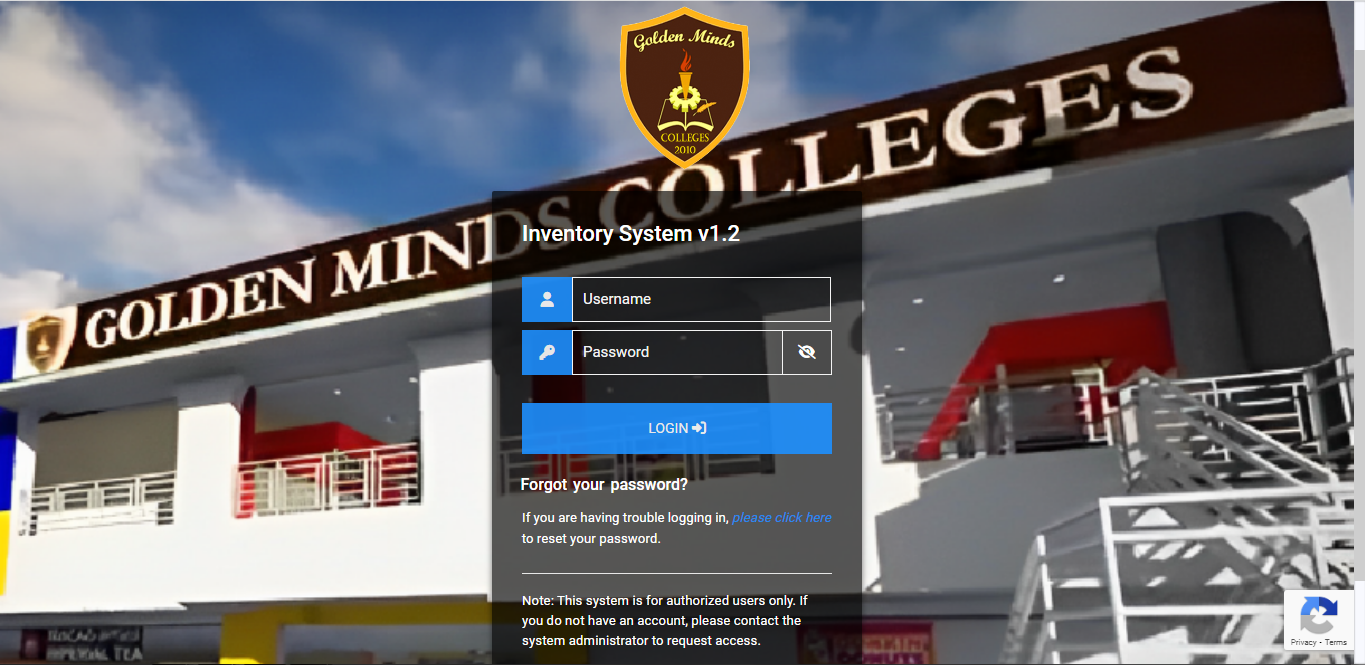 Golden Minds
COLLEGES
2010
GOLDEN MINDS COLLEGES
Inventory System v1.2
Username
Password
LOGIN
Forgot your password?
If you are having trouble logging in, please click here
to reset your password.
Note: This system is for authorized users only. If
you do not have an account, please contact the
system administrator to request access.
Privacy - Terms